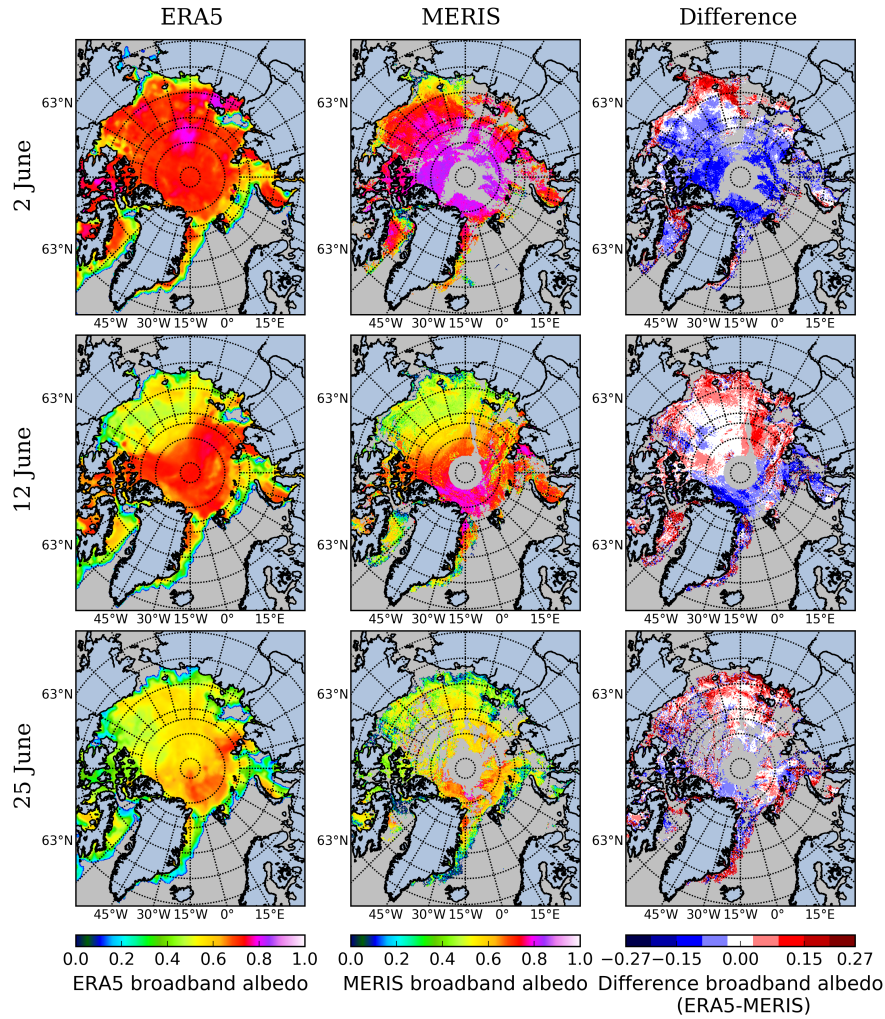 ERA5 MERIS Difference
2 June
63°N 63°N 63°N
63°N 63°N 63°N
45°W 30°W 15°W 0° 15°E 45°W 30°W 15°W 0° 15°E 45°W 30°W 15°W 0° 15°E
12 June
63°N 63°N 63°N
63°N 63°N 63°N
45°W 30°W 15°W 0° 15°E 45°W 30°W 15°W 0° 15°E 45°W 30°W 15°W 0° 15°E
25 June
63°N 63°N 63°N
63°N 63°N 63°N
45°W 30°W 15°W 0° 15°E 45°W 30°W 15°W 0° 15°E 45°W 30°W 15°W 0° 15°E
0.0 0.2 0.4 0.6 0.8 1.0 0.0 0.2 0.4 0.6 0.8 1.0 −0.27 −0.15 0.00 0.15 0.27
ERA5 broadband albedo MERIS broadband albedo Difference broadband albedo
(ERA5-MERIS)